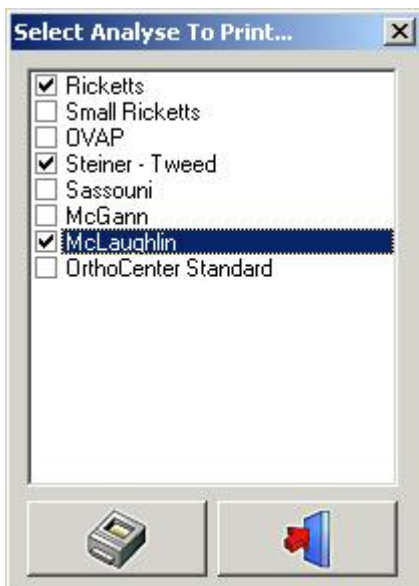 Select Analyse To Print...
Ricketts
Small Ricketts
OVAP
Steiner - Tweed
Sassouni
McGann
McLaughlin
OrthoCenter Standard